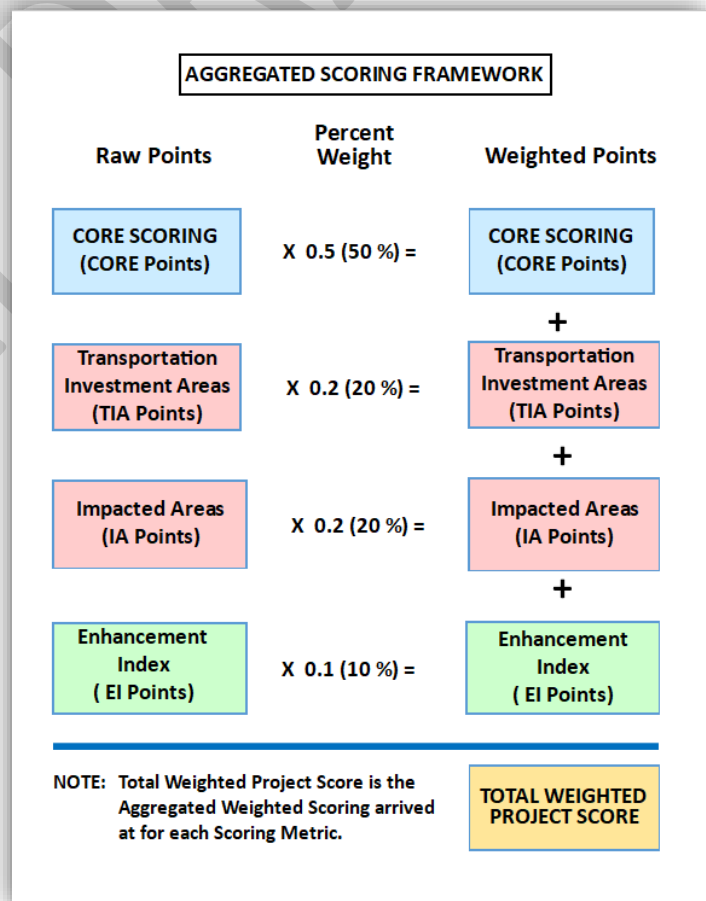 AGGREGATED SCORING FRAMEWORK
Raw Points
Percent
Weight
Weighted Points
CORE SCORING
(CORE Points)
X 0.5 (50 %) =
CORE SCORING
(CORE Points)
+
Transportation
Investment Areas
(TIA Points)
X 0.2 (20 %) =
Transportation
Investment Areas
(TIA Points)
+
Impacted Areas
(IA Points)
X 0.2 (20 %) =
Impacted Areas
(IA Points)
+
Enhancement
Index
( EI Points)
X 0.1 (10 %) =
Enhancement
Index
( EI Points)
NOTE: Total Weighted Project Score is the
Aggregated Weighted Scoring arrived
at for each Scoring Metric.
TOTAL WEIGHTED
PROJECT SCORE